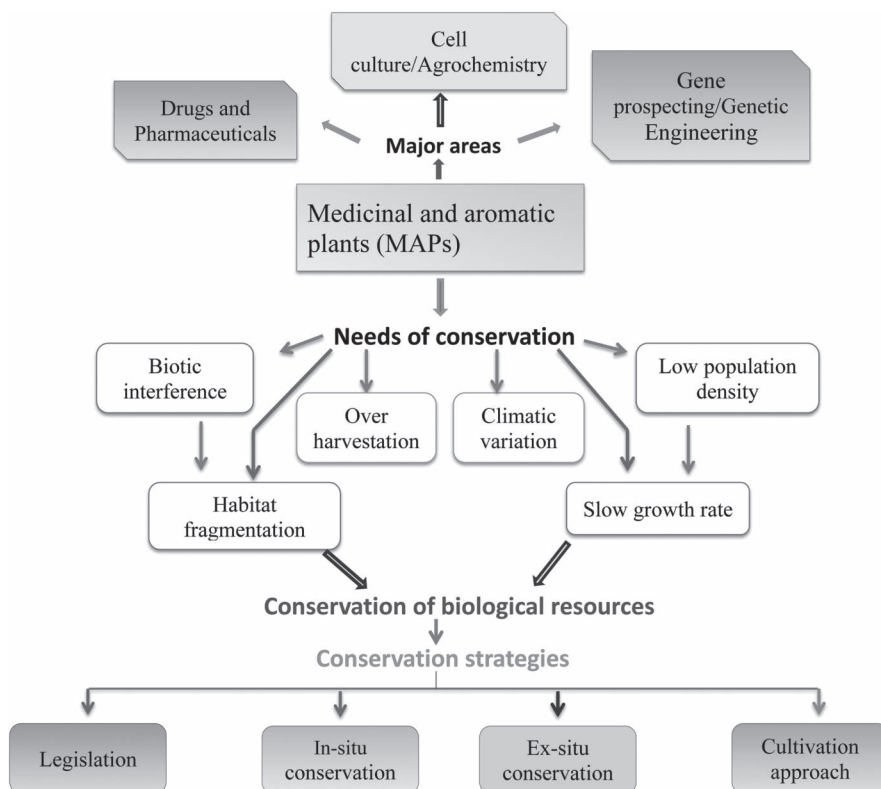 Cell
culture/Agrochemistry
Drugs and
Pharmaceuticals
Gene
prospecting/Genetic
Engineering
Major areas
Medicinal and aromatic
plants (MAPs)
Needs of conservation
Biotic
interference
Low population
density
Over
harvestation
Climatic
variation
Habitat
fragmentation
Slow growth rate
Conservation of biological resources
Conservation strategies
Legislation
In-situ
conservation
Ex-situ
conservation
Cultivation
approach